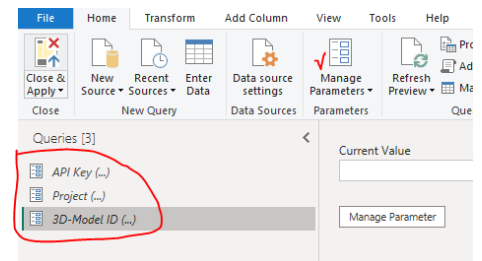 File Home Transform Add Column View Tools Help
Close & Apply New Source Recent Sources Enter Data Data source settings Manage Parameters Refresh Preview
Close New Query Data Sources Parameters
Queries [3]
Current Value
API Key (...)
Project (...)
3D-Model ID (...)
Manage Parameter